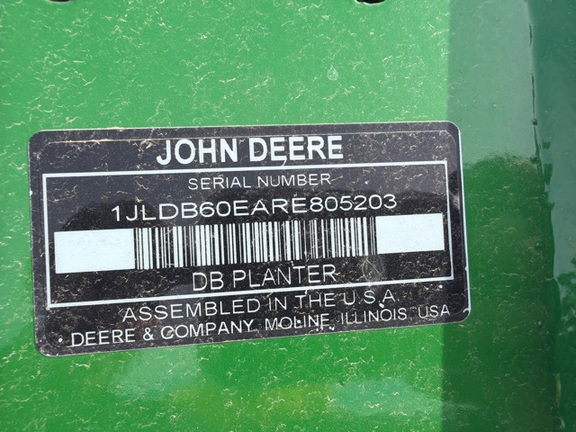 JOHN DEERE
SERIAL NUMBER
1JLDB60EARE805203
DB PLANTER
ASSEMBLED IN THE U.S.A
DEERE & COMPANY, MOLINE, ILLINOIS, USA